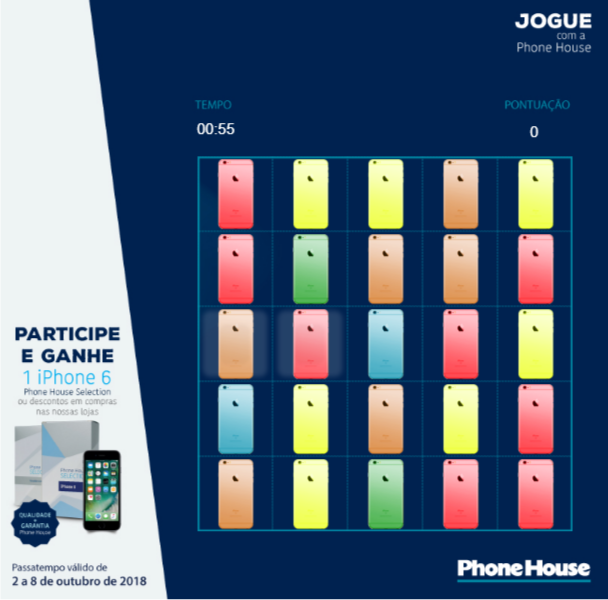 JOGUE
com a
Phone House
TEMPO
PONTUAÇÃO
00:55
0
PARTICIPE
E GANHE
1 iPhone 6
Phone House Selection
ou descontos em compras
nas nossas lojas
QUALIDADE
GARANTIA
Phone House
Passatempo válido de
2 a 8 de outubro de 2018
Phone House